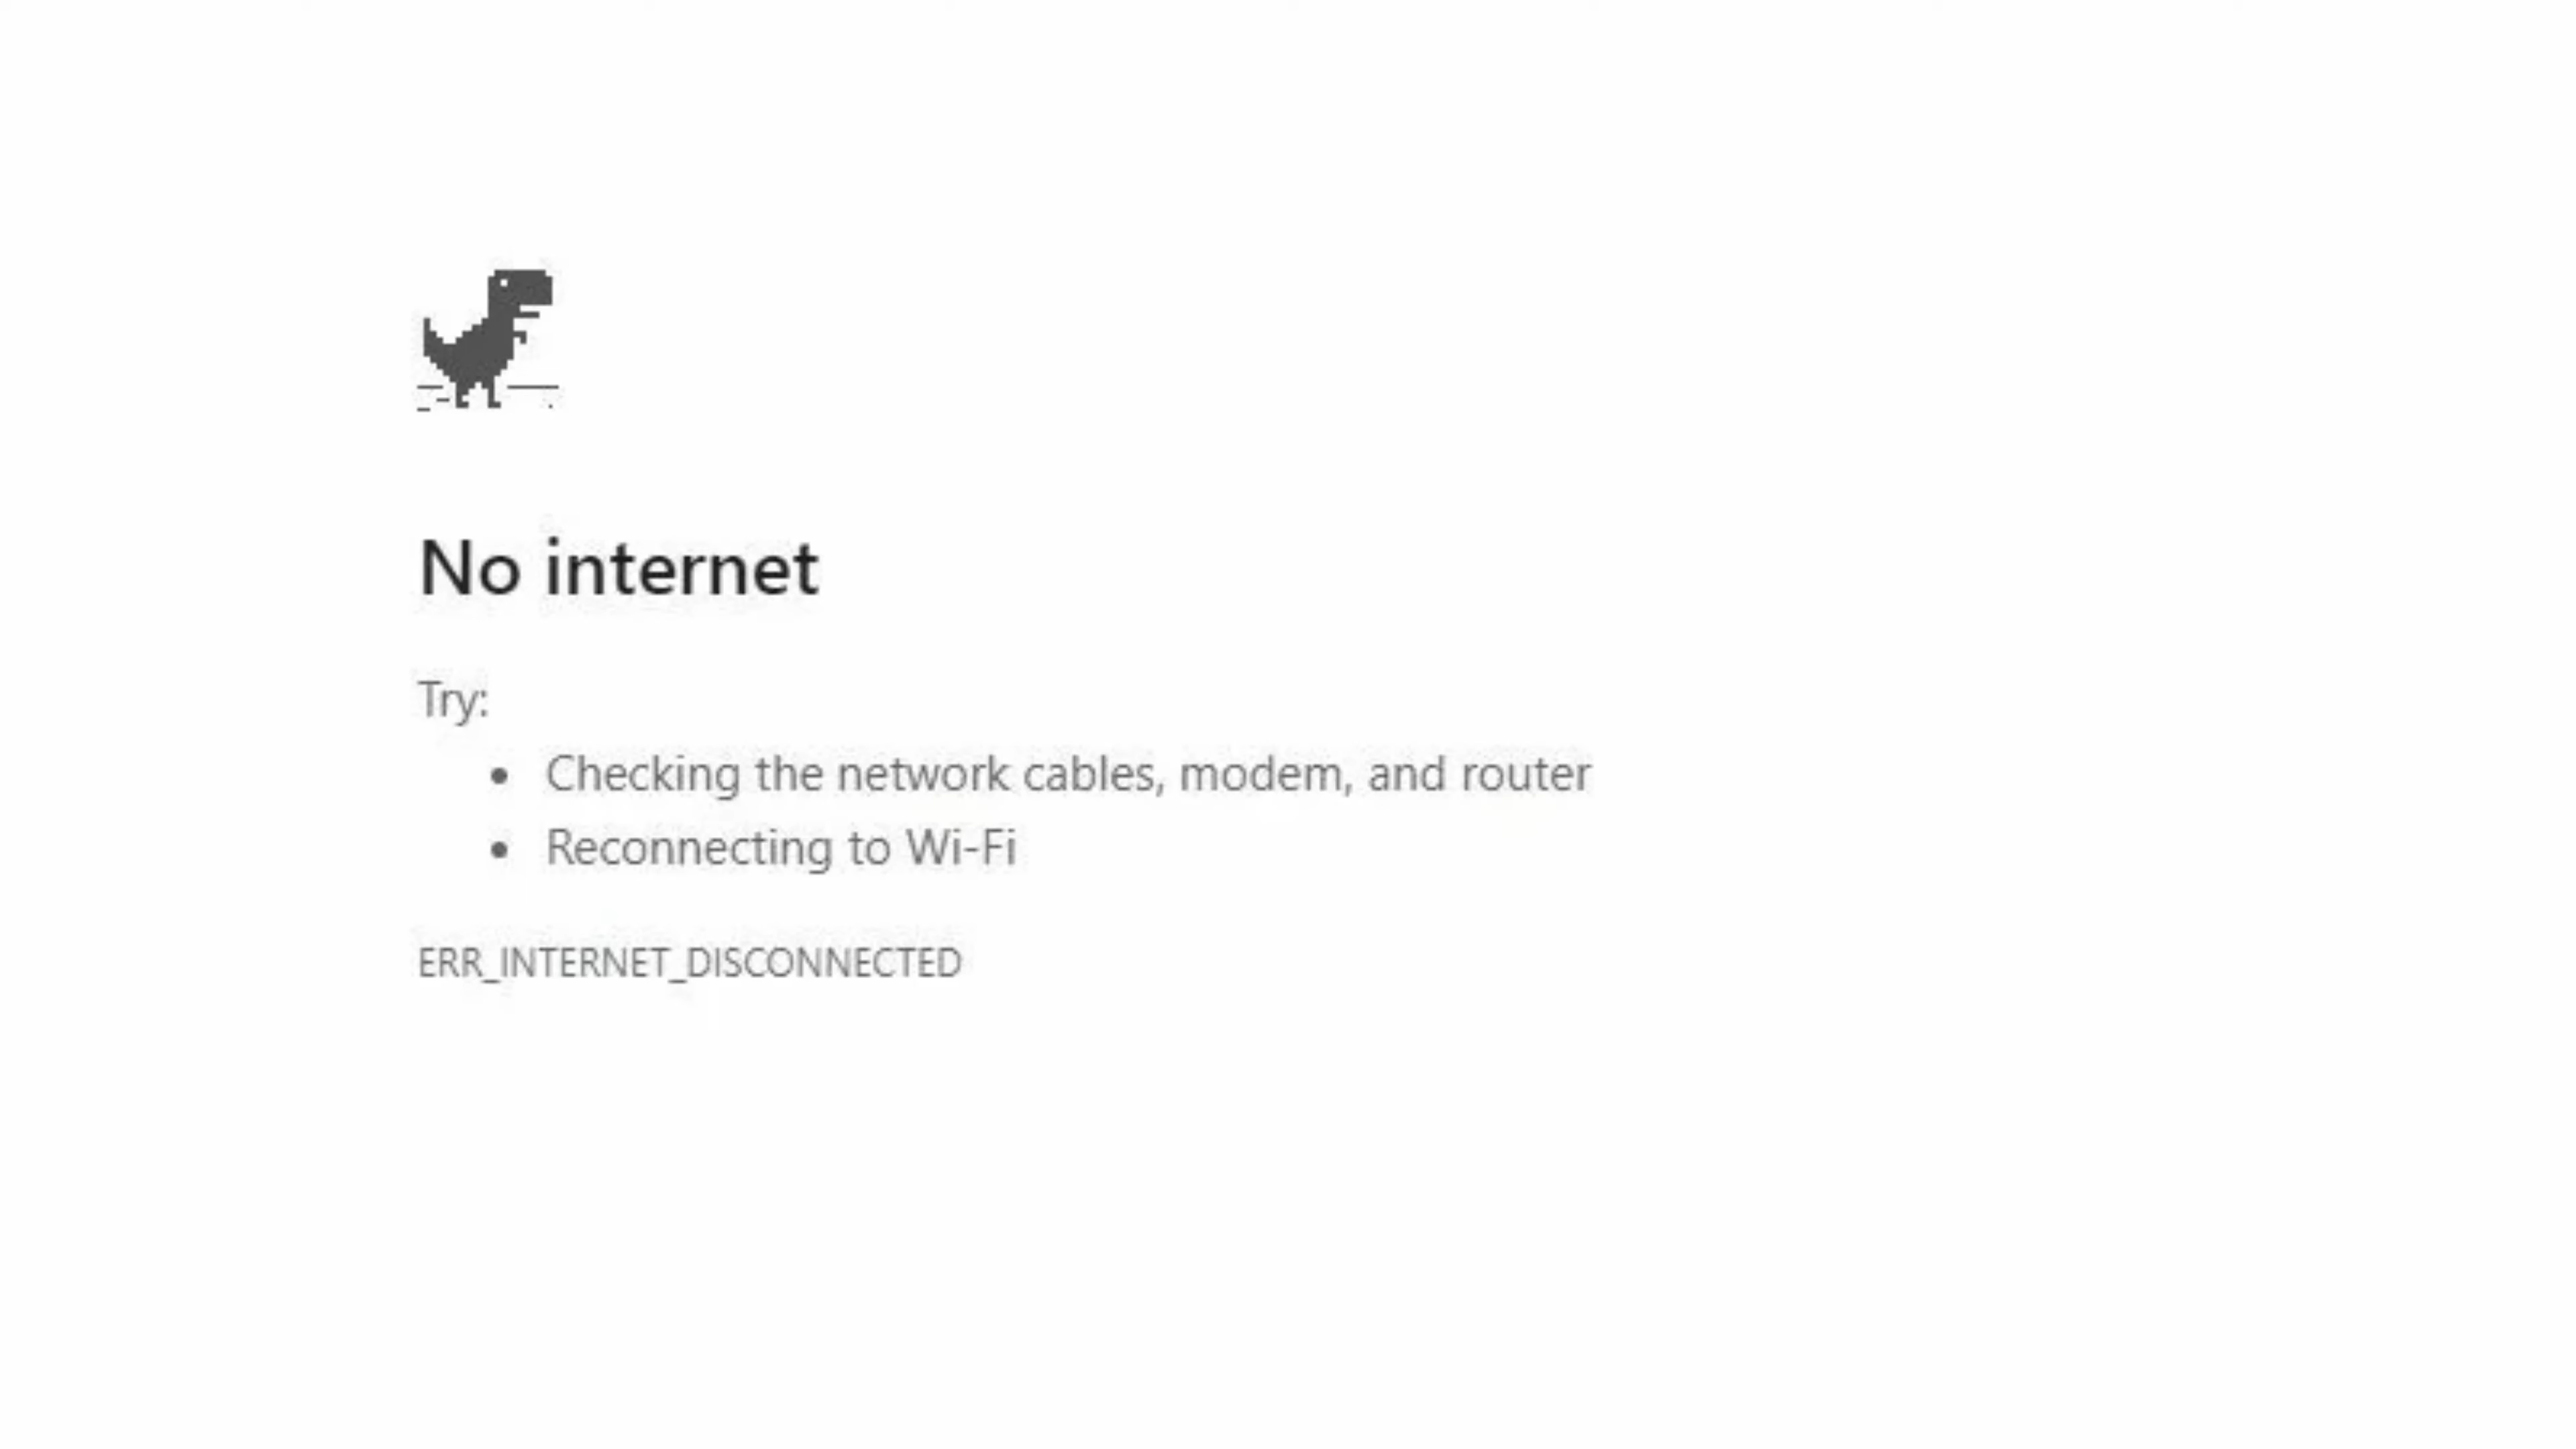 No internet
Try:
Checking the network cables, modem, and router
Reconnecting to Wi-Fi
ERR_INTERNET_DISCONNECTED